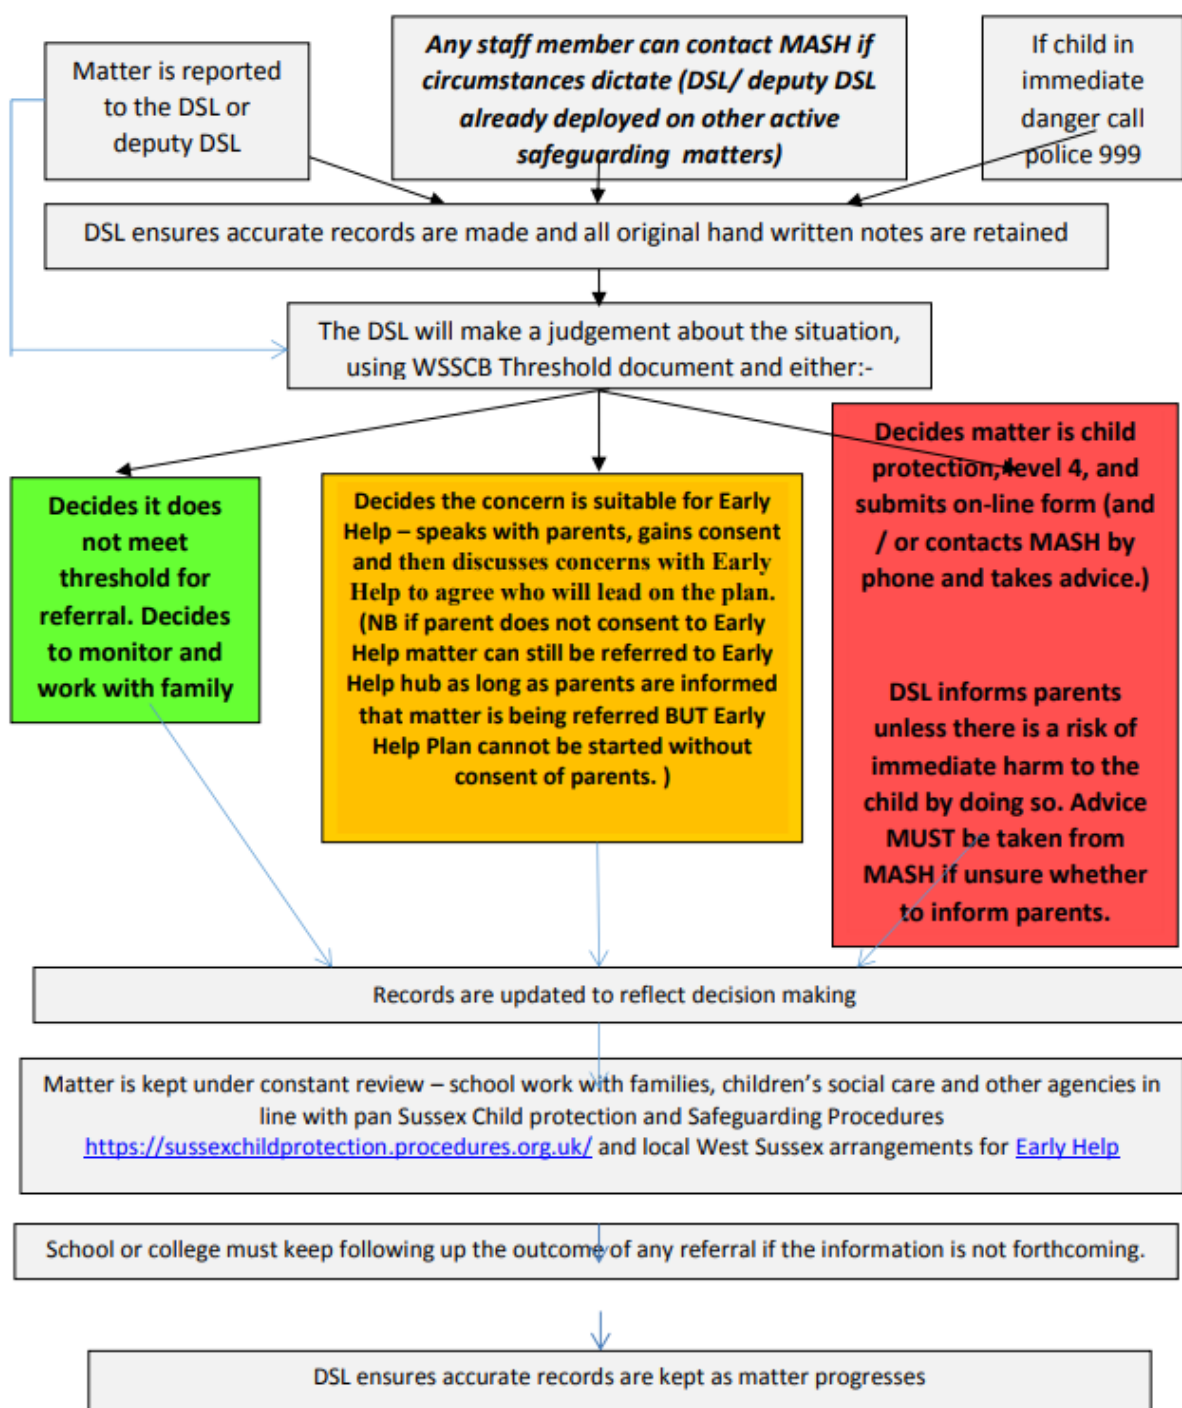 Matter is reported
to the DSL or
deputy DSL
Any staff member can contact MASH if
circumstances dictate (DSL/ deputy DSL
already deployed on other active
safeguarding matters)
If child in
immediate
danger call
police 999
DSL ensures accurate records are made and all original hand written notes are retained
The DSL will make a judgement about the situation,
using WSSCB Threshold document and either:-
Decides it does
not meet
threshold for
referral. Decides
to monitor and
work with family
Decides the concern is suitable for Early
Help – speaks with parents, gains consent
and then discusses concerns with Early
Help to agree who will lead on the plan.
(NB if parent does not consent to Early
Help matter can still be referred to Early
Help hub as long as parents are informed
that matter is being referred BUT Early
Help Plan cannot be started without
consent of parents. )
Decides matter is child
protection, level 4, and
submits on-line form (and
/ or contacts MASH by
phone and takes advice.)
DSL informs parents
unless there is a risk of
immediate harm to the
child by doing so. Advice
MUST be taken from
MASH if unsure whether
to inform parents.
Records are updated to reflect decision making
Matter is kept under constant review – school work with families, children’s social care and other agencies in
line with pan Sussex Child protection and Safeguarding Procedures
https://sussexchildprotection.procedures.org.uk/ and local West Sussex arrangements for Early Help
School or college must keep following up the outcome of any referral if the information is not forthcoming.
DSL ensures accurate records are kept as matter progresses